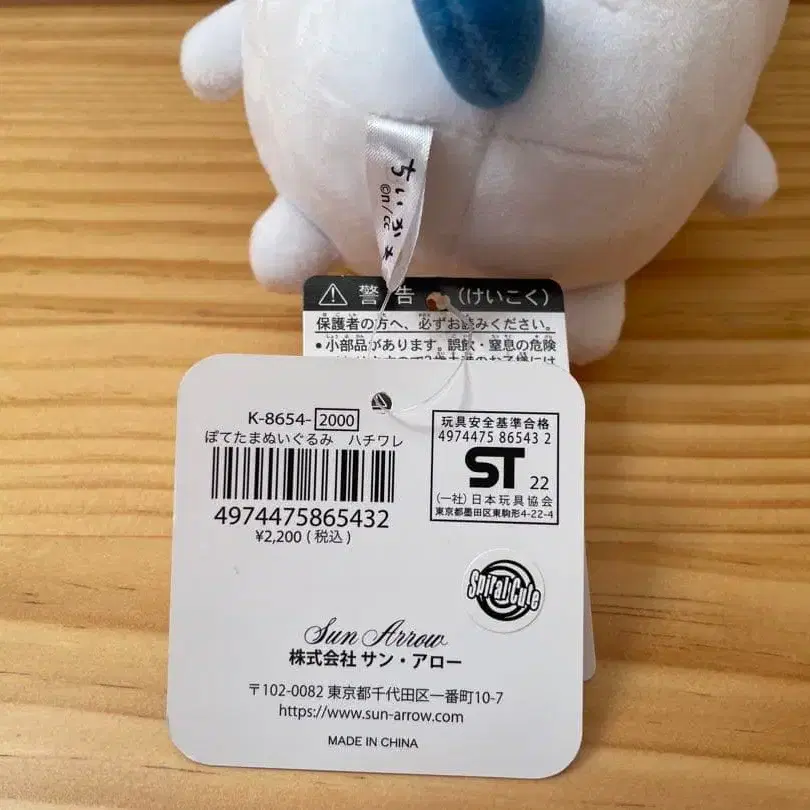 ちいかわ
©n/cc
警告 (けいこく)
保護者の方へ、必ずお読みください。
・小部品があります。誤飲・窒息の危険
K-8654-2000
ぽてたまぬいぐるみ ハチワレ
4974475865432
¥2,200 (税込)
玩具安全基準合格
4974475 86543 2
ST 22
(一社)日本玩具協会
東京都墨田区東駒形4-22-4
Spiral Cute
Sun Arrow
株式会社 サン・アロー
〒102-0082 東京都千代田区一番町10-7
https://www.sun-arrow.com
MADE IN CHINA